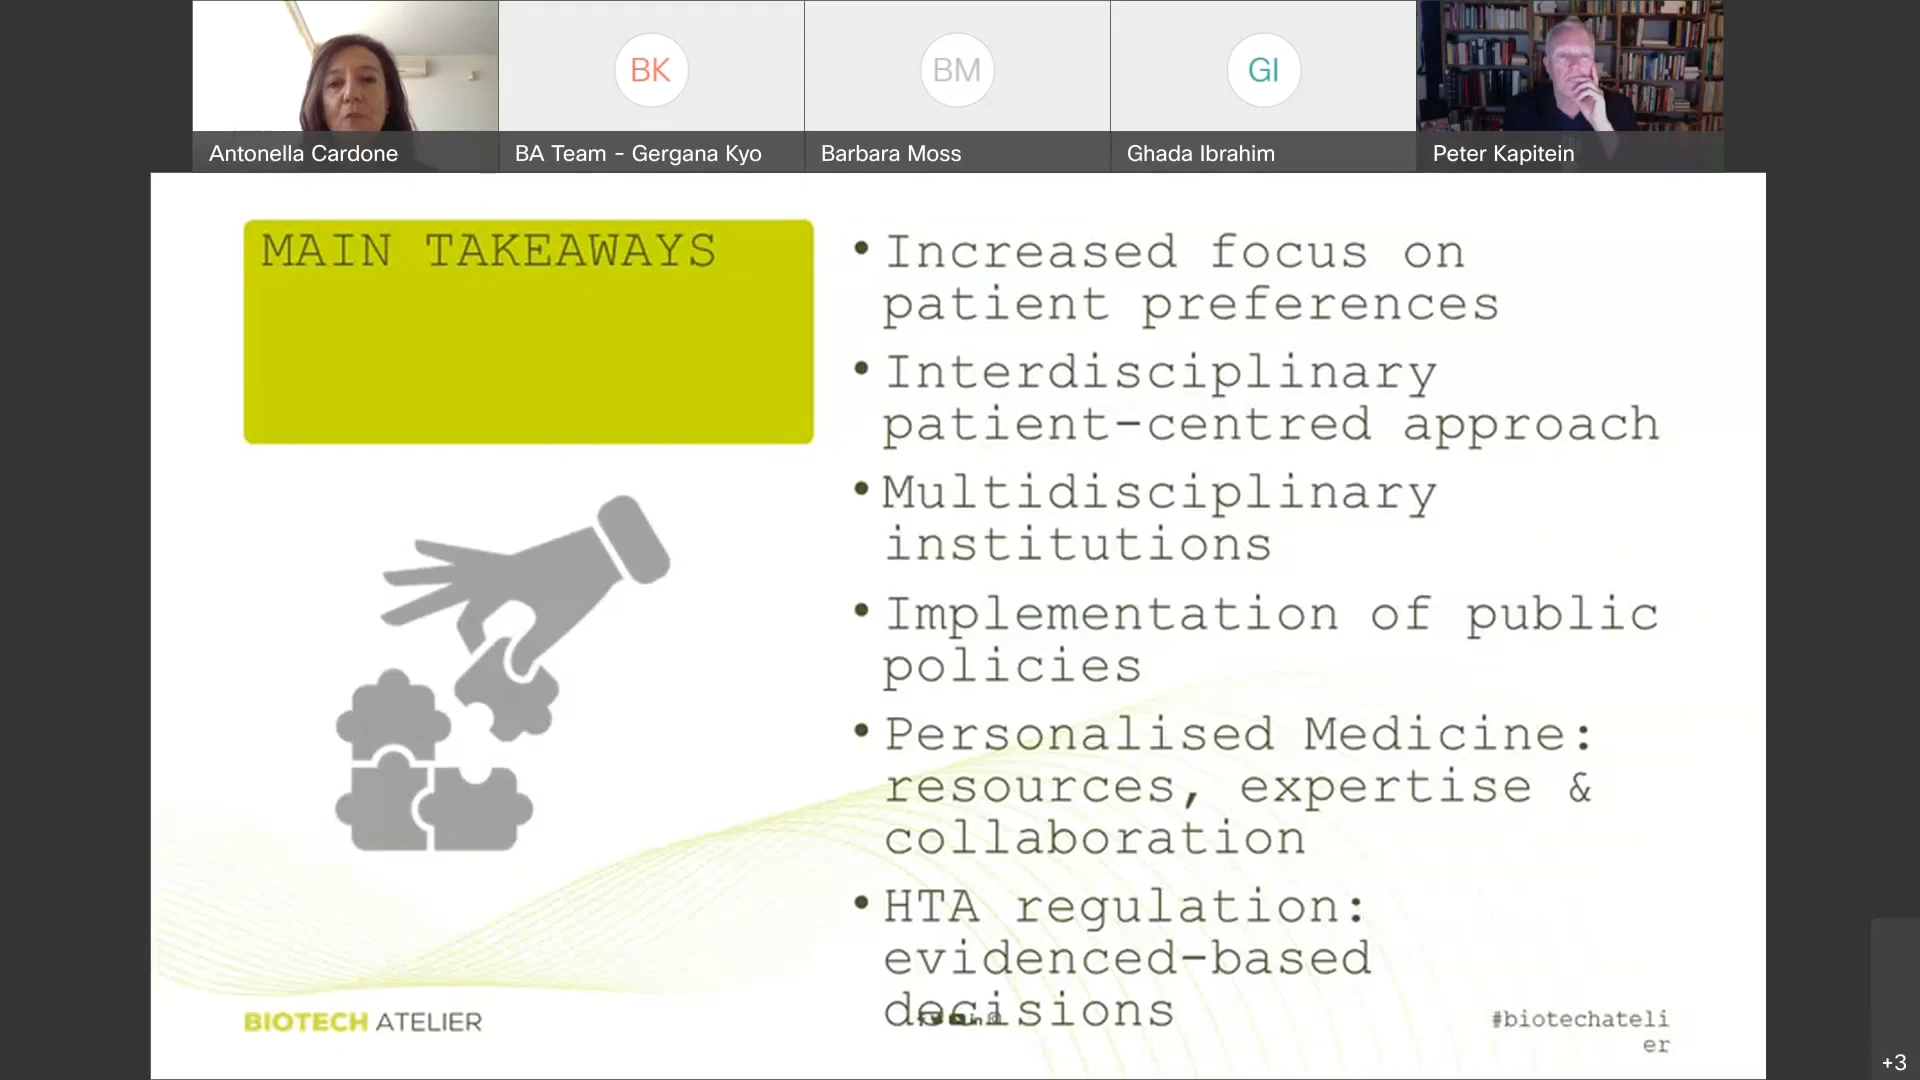 BK
BM
GI
Antonella Cardone
BA Team - Gergana Kyo
Barbara Moss
Ghada Ibrahim
Peter Kapitein
MAIN TAKEAWAYS
• Increased focus on
patient preferences
• Interdisciplinary
patient-centred approach
• Multidisciplinary
institutions
• Implementation of public
policies
• Personalised Medicine:
resources, expertise &
collaboration
• HTA regulation:
evidenced-based
decisions
BIOTECH ATELIER
#biotechateli
er
+3